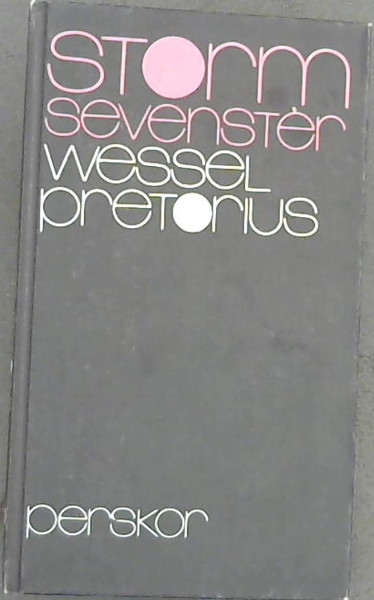 STOrm
sevenstèr
wessel
pretorius
perskor